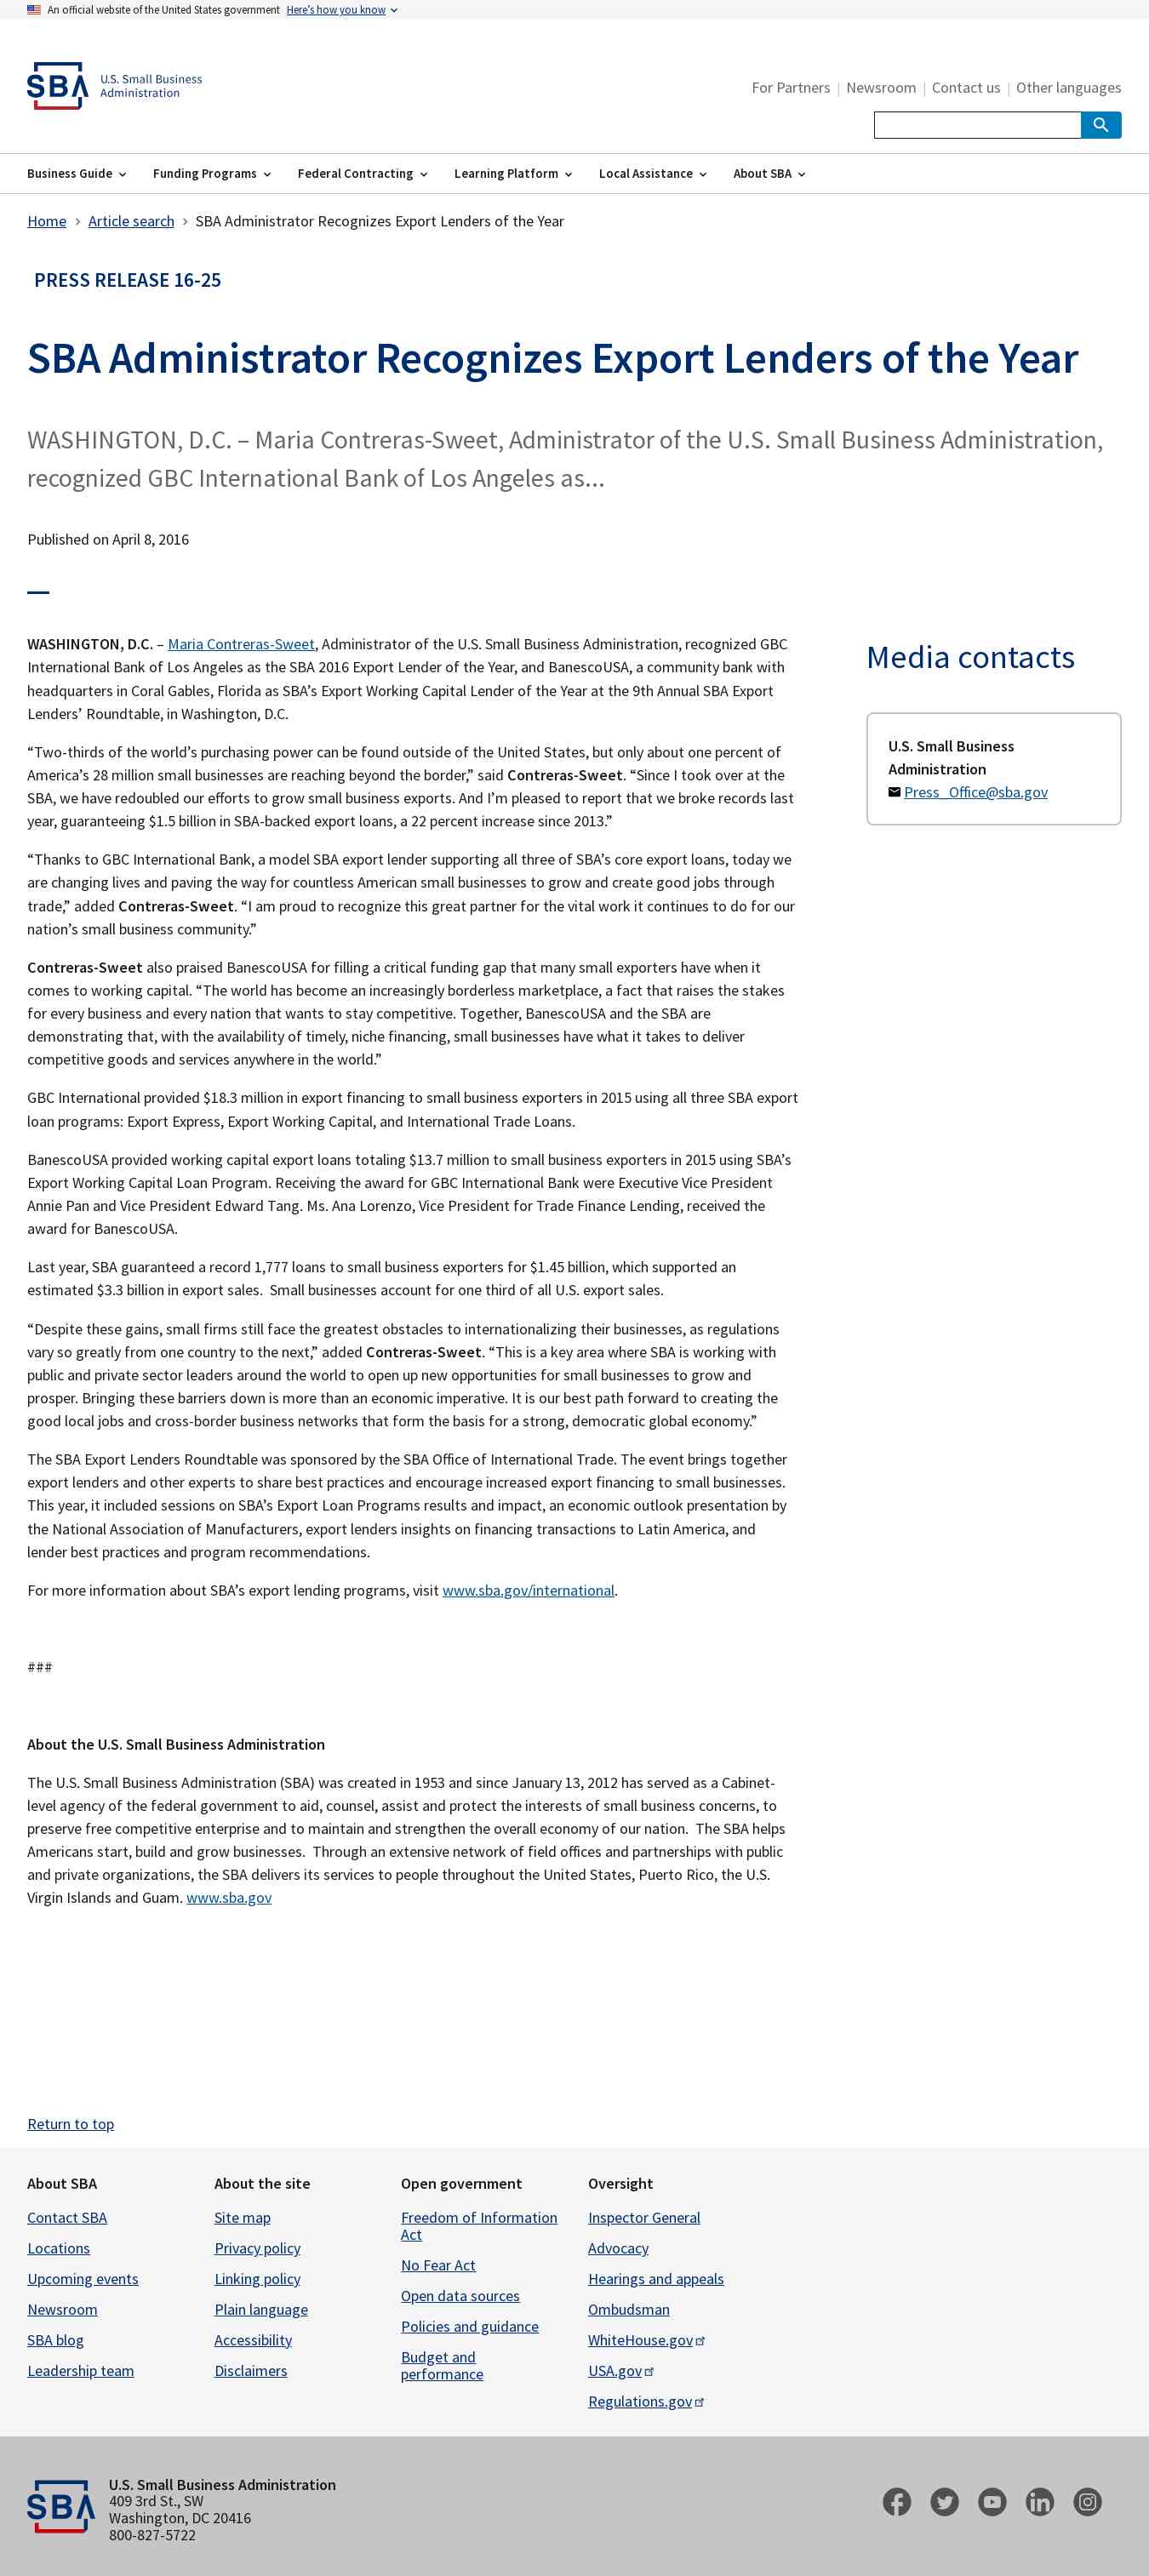 An official website of the United States government Here's how you know
SBA U.S. Small Business
Administration
For Partners | Newsroom | Contact us | Other languages
Business Guide Funding Programs Federal Contracting Learning Platform Local Assistance About SBA
Home > Article search > SBA Administrator Recognizes Export Lenders of the Year
PRESS RELEASE 16-25
SBA Administrator Recognizes Export Lenders of the Year
WASHINGTON, D.C. – Maria Contreras-Sweet, Administrator of the U.S. Small Business Administration,
recognized GBC International Bank of Los Angeles as...
Published on April 8, 2016
WASHINGTON, D.C. – Maria Contreras-Sweet, Administrator of the U.S. Small Business Administration, recognized GBC
International Bank of Los Angeles as the SBA 2016 Export Lender of the Year, and BanescoUSA, a community bank with
headquarters in Coral Gables, Florida as SBA’s Export Working Capital Lender of the Year at the 9th Annual SBA Export
Lenders’ Roundtable, in Washington, D.C.
“Two-thirds of the world’s purchasing power can be found outside of the United States, but only about one percent of
America’s 28 million small businesses are reaching beyond the border,” said Contreras-Sweet. “Since I took over at the
SBA, we have redoubled our efforts to grow small business exports. And I’m pleased to report that we broke records last
year, guaranteeing $1.5 billion in SBA-backed export loans, a 22 percent increase since 2013.”
“Thanks to GBC International Bank, a model SBA export lender supporting all three of SBA’s core export loans, today we
are changing lives and paving the way for countless American small businesses to grow and create good jobs through
trade,” added Contreras-Sweet. “I am proud to recognize this great partner for the vital work it continues to do for our
nation’s small business community.”
Contreras-Sweet also praised BanescoUSA for filling a critical funding gap that many small exporters have when it
comes to working capital. “The world has become an increasingly borderless marketplace, a fact that raises the stakes
for every business and every nation that wants to stay competitive. Together, BanescoUSA and the SBA are
demonstrating that, with the availability of timely, niche financing, small businesses have what it takes to deliver
competitive goods and services anywhere in the world.”
GBC International provided $18.3 million in export financing to small business exporters in 2015 using all three SBA export
loan programs: Export Express, Export Working Capital, and International Trade Loans.
BanescoUSA provided working capital export loans totaling $13.7 million to small business exporters in 2015 using SBA’s
Export Working Capital Loan Program. Receiving the award for GBC International Bank were Executive Vice President
Annie Pan and Vice President Edward Tang. Ms. Ana Lorenzo, Vice President for Trade Finance Lending, received the
award for BanescoUSA.
Last year, SBA guaranteed a record 1,777 loans to small business exporters for $1.45 billion, which supported an
estimated $3.3 billion in export sales. Small businesses account for one third of all U.S. export sales.
“Despite these gains, small firms still face the greatest obstacles to internationalizing their businesses, as regulations
vary so greatly from one country to the next,” added Contreras-Sweet. “This is a key area where SBA is working with
public and private sector leaders around the world to open up new opportunities for small businesses to grow and
prosper. Bringing these barriers down is more than an economic imperative. It is our best path forward to creating the
good local jobs and cross-border business networks that form the basis for a strong, democratic global economy.”
The SBA Export Lenders Roundtable was sponsored by the SBA Office of International Trade. The event brings together
export lenders and other experts to share best practices and encourage increased export financing to small businesses.
This year, it included sessions on SBA’s Export Loan Programs results and impact, an economic outlook presentation by
the National Association of Manufacturers, export lenders insights on financing transactions to Latin America, and
lender best practices and program recommendations.
For more information about SBA’s export lending programs, visit www.sba.gov/international.
###
About the U.S. Small Business Administration
The U.S. Small Business Administration (SBA) was created in 1953 and since January 13, 2012 has served as a Cabinet-
level agency of the federal government to aid, counsel, assist and protect the interests of small business concerns, to
preserve free competitive enterprise and to maintain and strengthen the overall economy of our nation. The SBA helps
Americans start, build and grow businesses. Through an extensive network of field offices and partnerships with public
and private organizations, the SBA delivers its services to people throughout the United States, Puerto Rico, the U.S.
Virgin Islands and Guam. www.sba.gov
Media contacts
U.S. Small Business
Administration
Press_Office@sba.gov
Return to top
About SBA
Contact SBA
Locations
Upcoming events
Newsroom
SBA blog
Leadership team
About the site
Site map
Privacy policy
Linking policy
Plain language
Accessibility
Disclaimers
Open government
Freedom of Information
Act
No Fear Act
Open data sources
Policies and guidance
Budget and
performance
Oversight
Inspector General
Advocacy
Hearings and appeals
Ombudsman
WhiteHouse.gov
USA.gov
Regulations.gov
SBA
U.S. Small Business Administration
409 3rd St., SW
Washington, DC 20416
800-827-5722